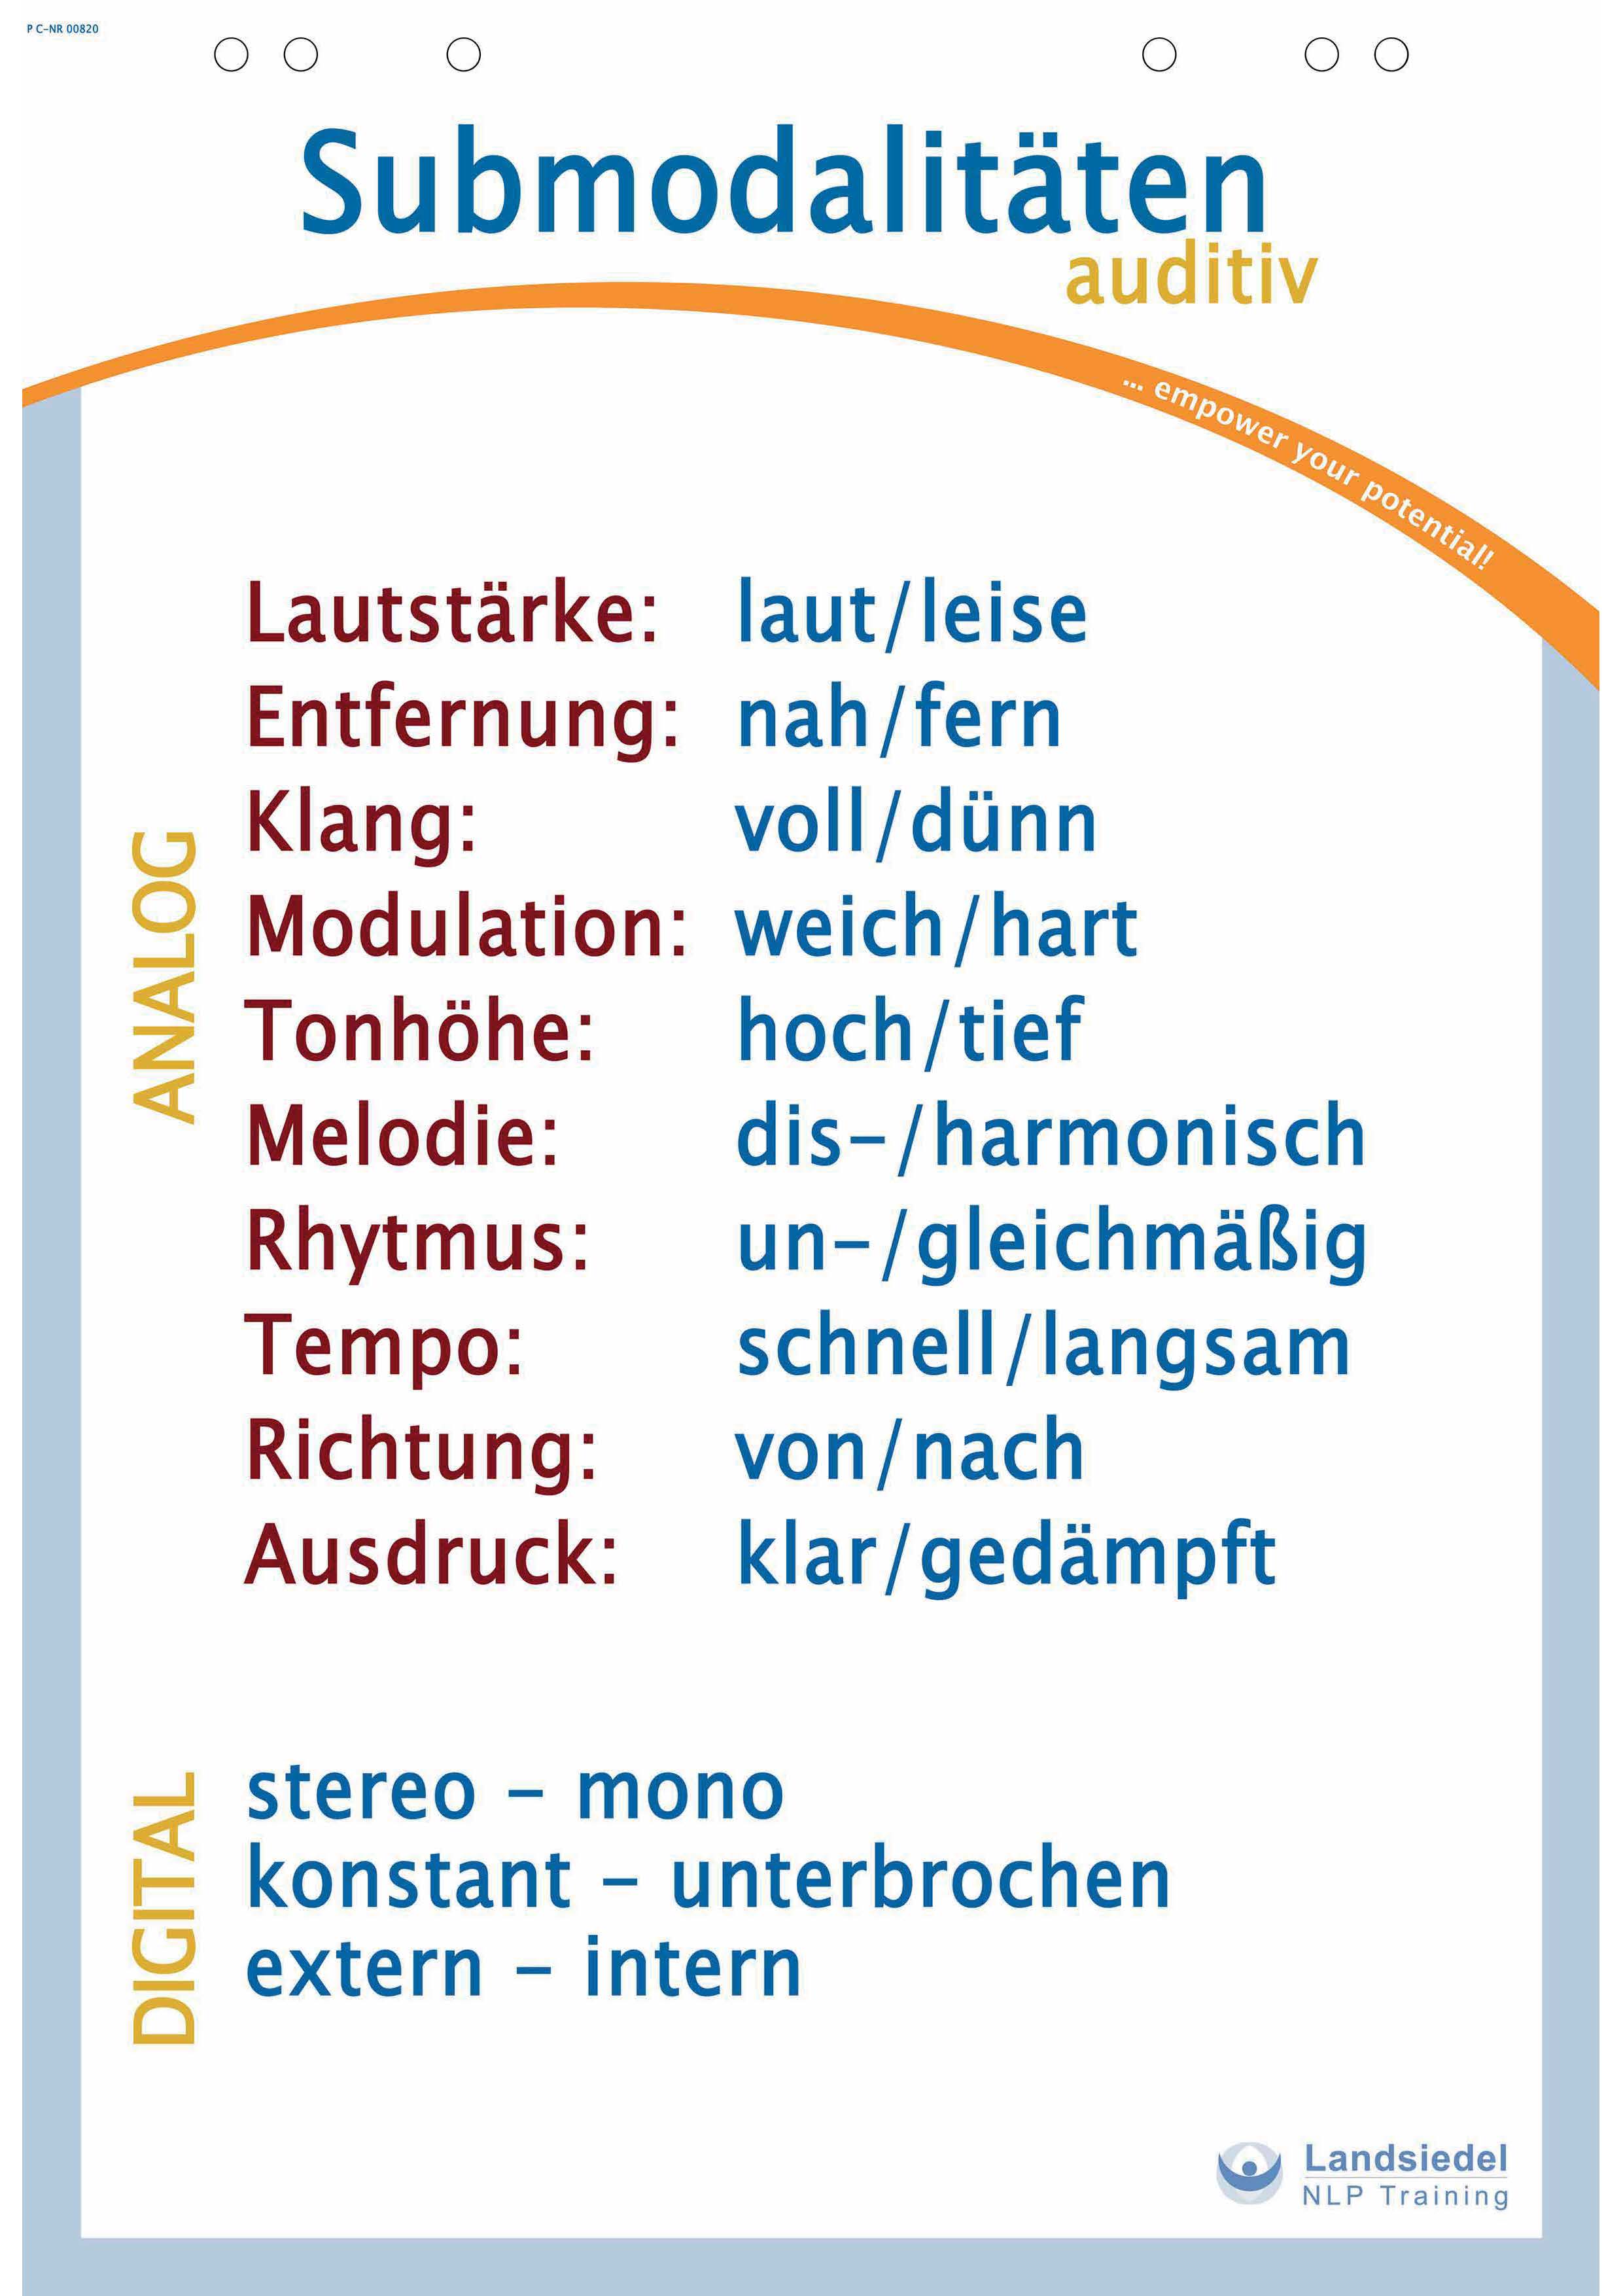 P C-NR 00820
Submodalitäten
auditiv
... empower your potential!
ANALOG
Lautstärke: laut/leise
Entfernung: nah/fern
Klang: voll/dünn
Modulation: weich/hart
Tonhöhe: hoch/tief
Melodie: dis-/harmonisch
Rhytmus: un-/gleichmäßig
Tempo: schnell/langsam
Richtung: von/nach
Ausdruck: klar/gedämpft
DIGITAL
stereo – mono
konstant – unterbrochen
extern – intern
Landsiedel
NLP Training